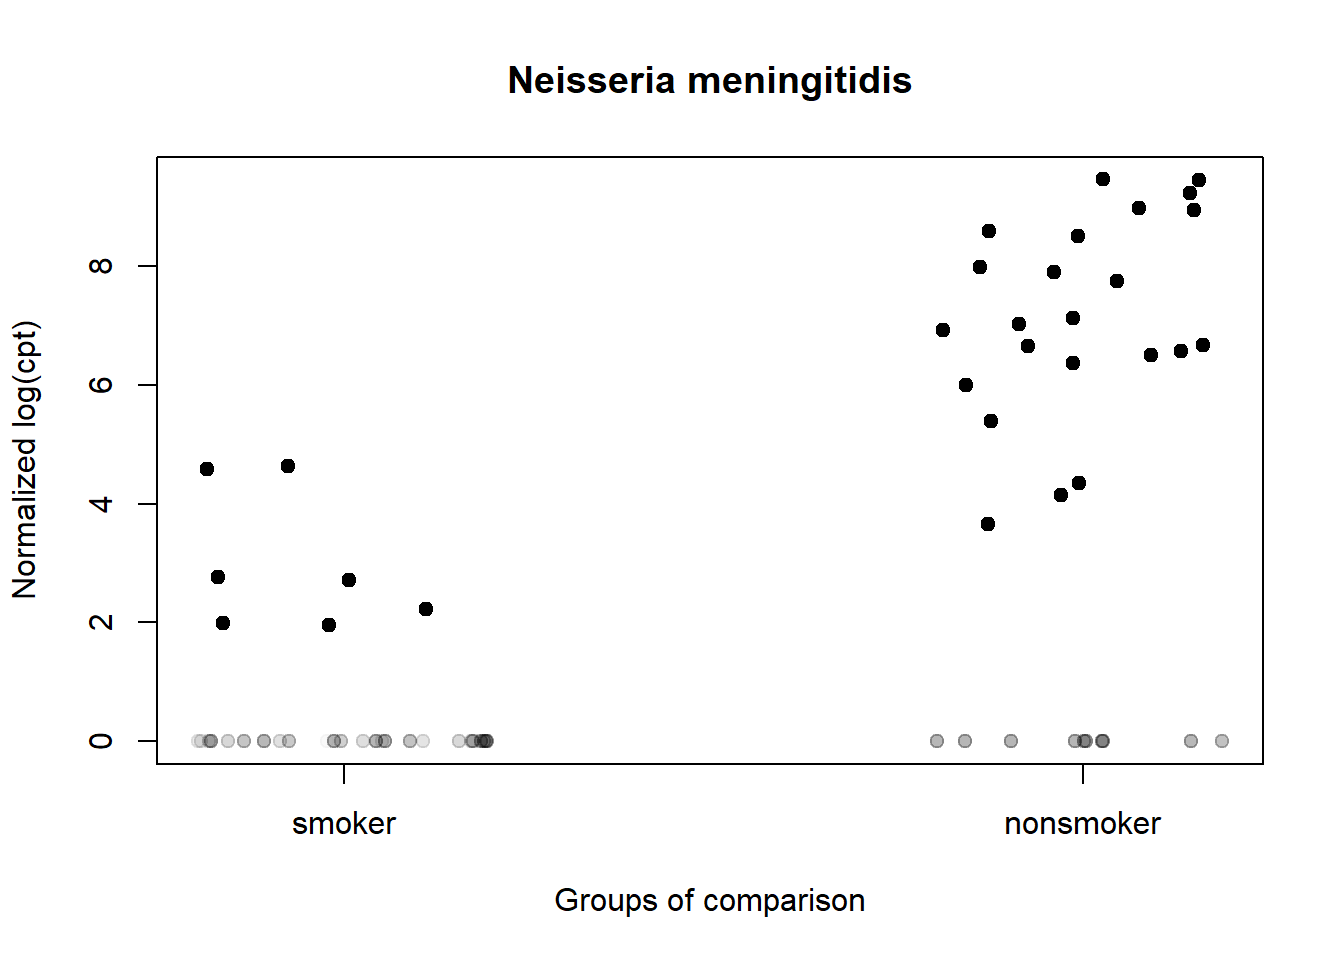 Neisseria meningitidis
Normalized log(cpt)
8
6
4
2
0
smoker nonsmoker
Groups of comparison